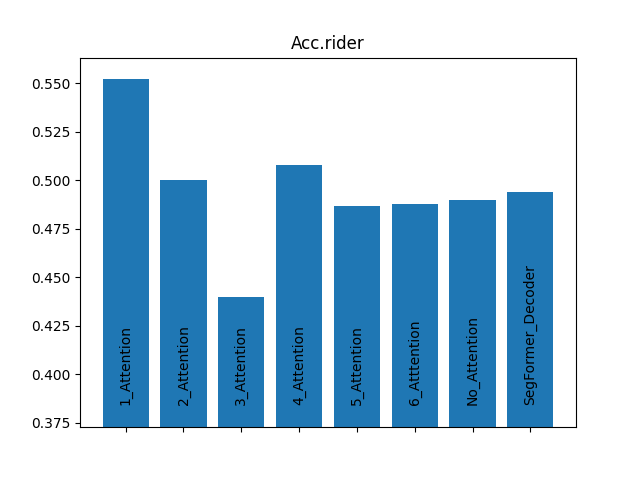 Acc.rider
0.550
0.525
0.500
0.475
0.450
0.425
0.400
0.375
1_Attention
2_Attention
3_Attention
4_Attention
5_Attention
6_Atttention
No_Attention
SegFormer_Decoder